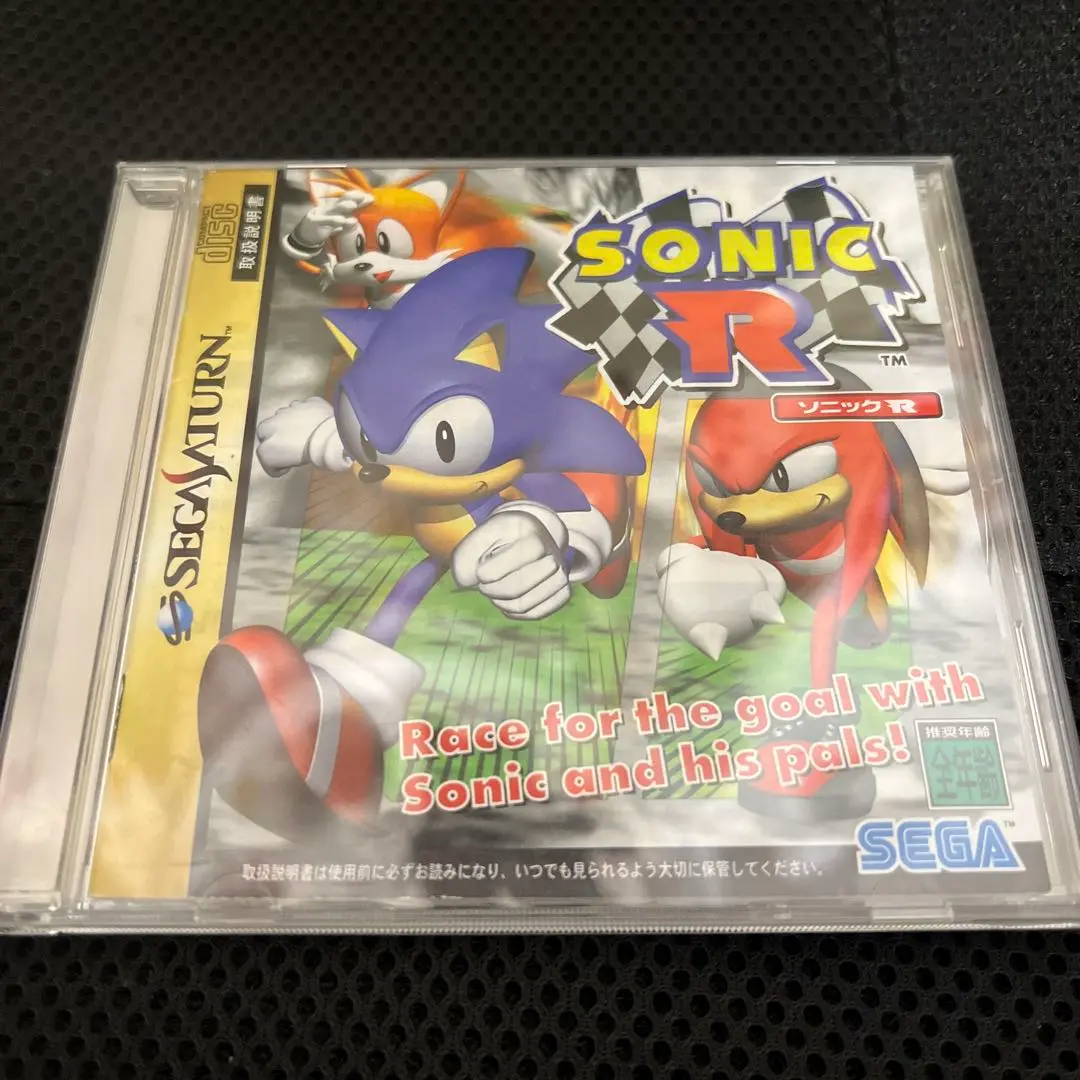 COMPACT
disc
取扱説明書
SEGA SATURN™
SONIC
R
TM
ソニックR
Race for the goal with
Sonic and his pals!
推奨年齢
全年齢
SEGA™
取扱説明書は使用前に必ずお読みになり、いつでも見られるよう大切に保管してください。